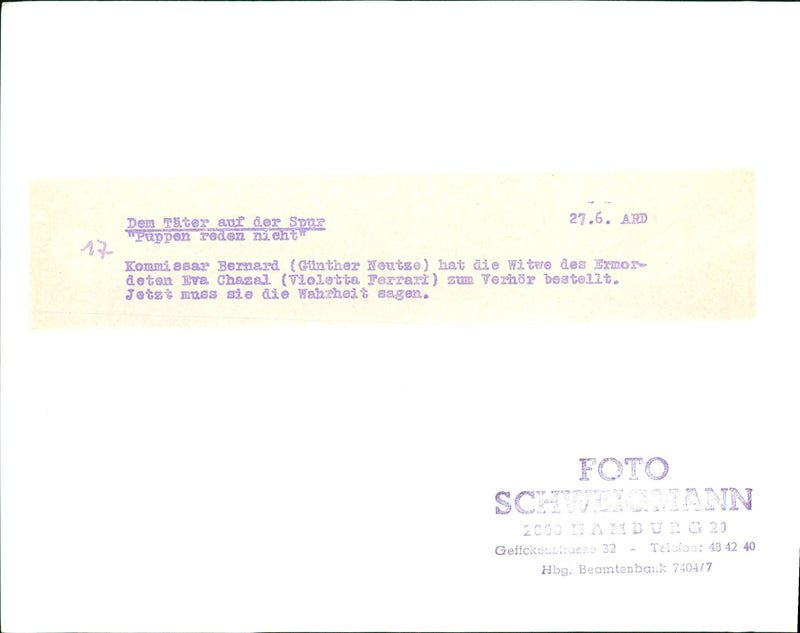 Dem Täter auf der Spur
27.6. ARD
"Puppen reden nicht"
17
Kommissar Bernard (Günther Neutze) hat die Witwe des Ermor-
deten Eva Chazal (Violetta Ferrari) zum Verhör bestellt.
Jetzt muss sie die Wahrheit sagen.
FOTO
SCHWEIGMANN
2000 HAMBURG 20
Geffckenstrasse 32 - Telefon: 48 42 40
Hbg. Beamtenbank 7404/7